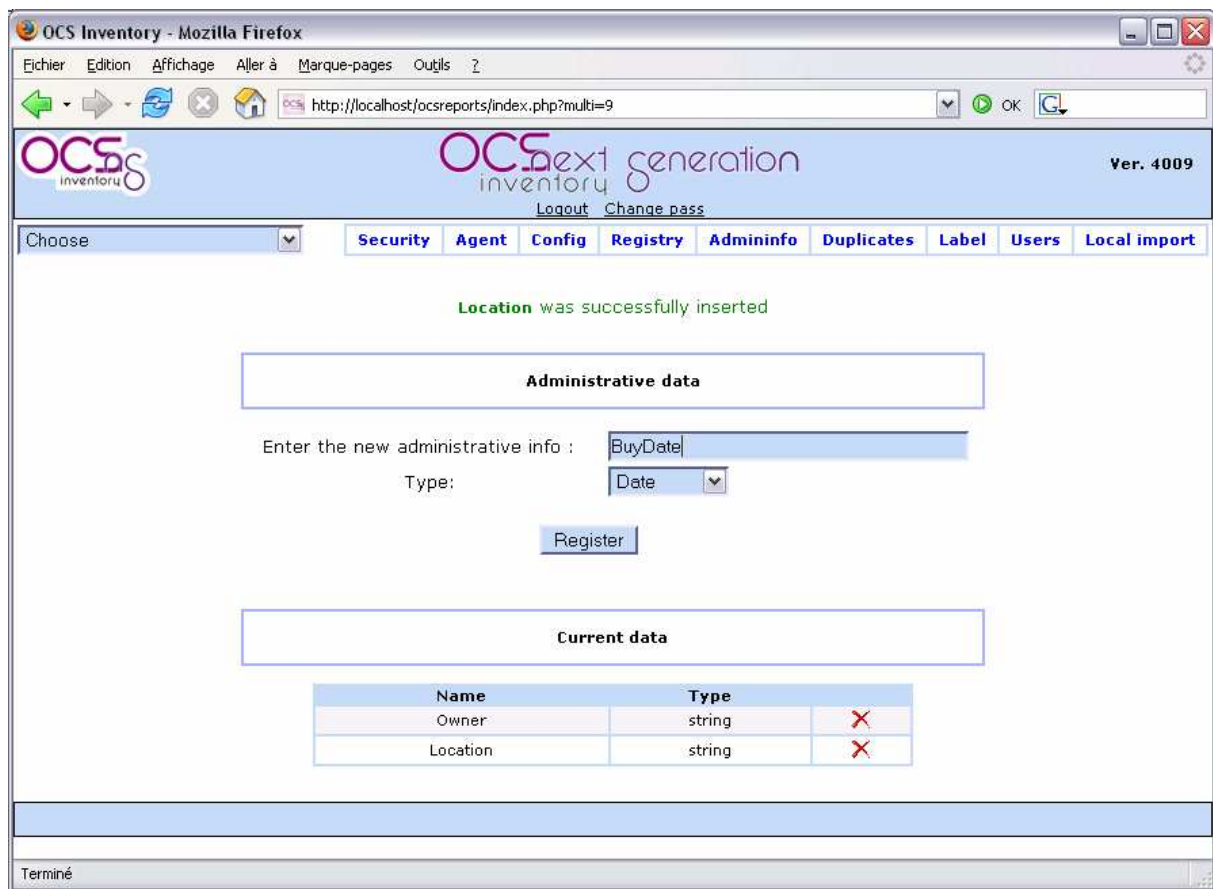 OCS Inventory - Mozilla Firefox
Fichier Edition Affichage Aller à Marque-pages Outils ?
http://localhost/ocsreports/index.php?multi=9 OK
OCS ng inventory
OCS inventory next generation
Ver. 4009
Logout Change pass
Choose Security Agent Config Registry Admininfo Duplicates Label Users Local import
Location was successfully inserted
Administrative data
Enter the new administrative info : BuyDate
Type: Date
Register
Current data
Name Type
Owner string
Location string
Terminé